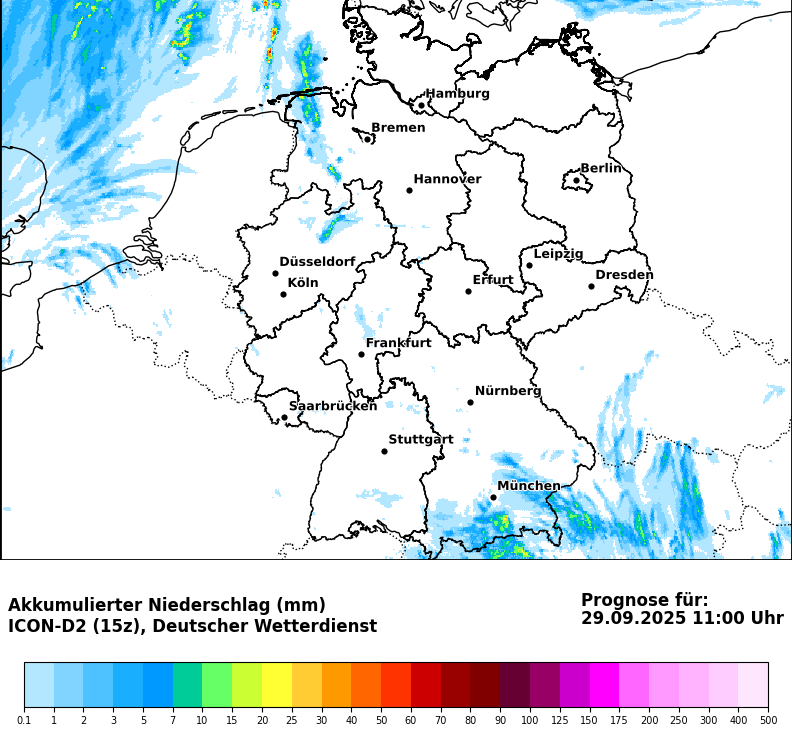 Hamburg
Bremen
Berlin
Hannover
Düsseldorf
Leipzig
Köln
Erfurt
Dresden
Frankfurt
Nürnberg
Saarbrücken
Stuttgart
München
Akkumulierter Niederschlag (mm)
ICON-D2 (15z), Deutscher Wetterdienst
Prognose für:
29.09.2025 11:00 Uhr
0.1 1 2 3 5 7 10 15 20 25 30 40 50 60 70 80 90 100 125 150 175 200 250 300 400 500